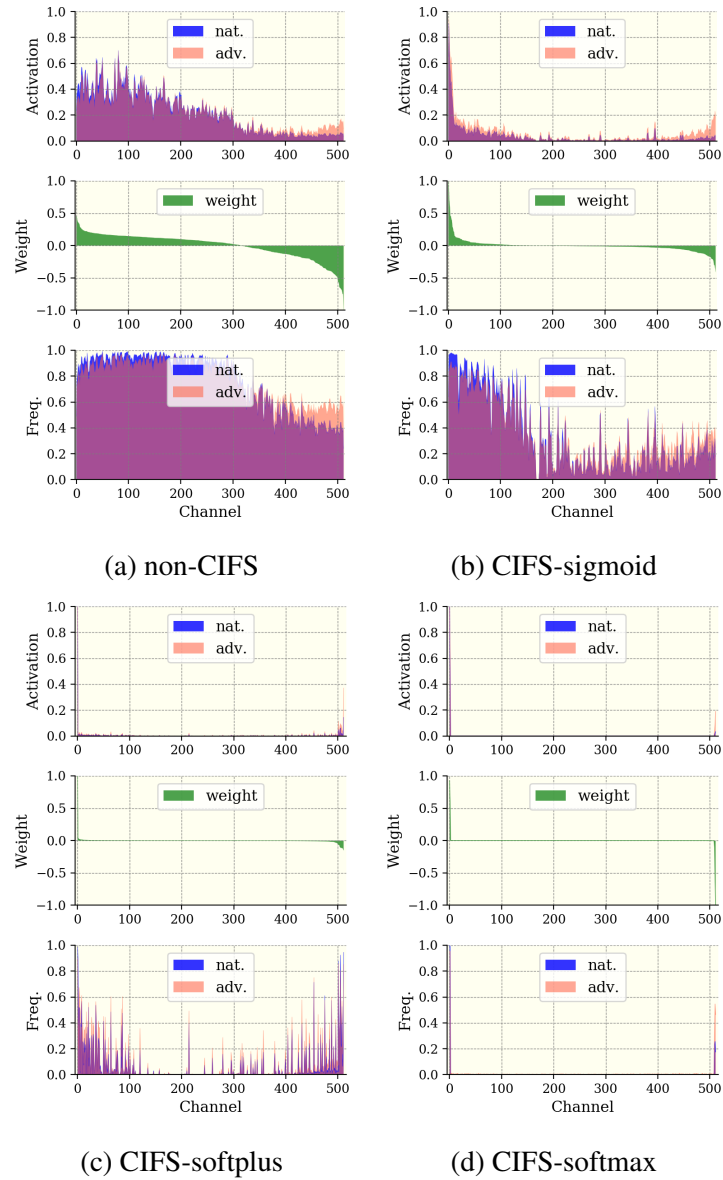 1.0
0.8
0.6
0.4
0.2
0.0
Activation
nat.
adv.
0 100 200 300 400 500
1.0
0.5
0.0
−0.5
−1.0
Weight
weight
0 100 200 300 400 500
1.0
0.8
0.6
0.4
0.2
0.0
Freq.
nat.
adv.
0 100 200 300 400 500
Channel
(a) non-CIFS
1.0
0.8
0.6
0.4
0.2
0.0
Activation
nat.
adv.
0 100 200 300 400 500
1.0
0.5
0.0
−0.5
−1.0
Weight
weight
0 100 200 300 400 500
1.0
0.8
0.6
0.4
0.2
0.0
Freq.
nat.
adv.
0 100 200 300 400 500
Channel
(b) CIFS-sigmoid
1.0
0.8
0.6
0.4
0.2
0.0
Activation
nat.
adv.
0 100 200 300 400 500
1.0
0.5
0.0
−0.5
−1.0
Weight
weight
0 100 200 300 400 500
1.0
0.8
0.6
0.4
0.2
0.0
Freq.
nat.
adv.
0 100 200 300 400 500
Channel
(c) CIFS-softplus
1.0
0.8
0.6
0.4
0.2
0.0
Activation
nat.
adv.
0 100 200 300 400 500
1.0
0.5
0.0
−0.5
−1.0
Weight
weight
0 100 200 300 400 500
1.0
0.8
0.6
0.4
0.2
0.0
Freq.
nat.
adv.
0 100 200 300 400 500
Channel
(d) CIFS-softmax